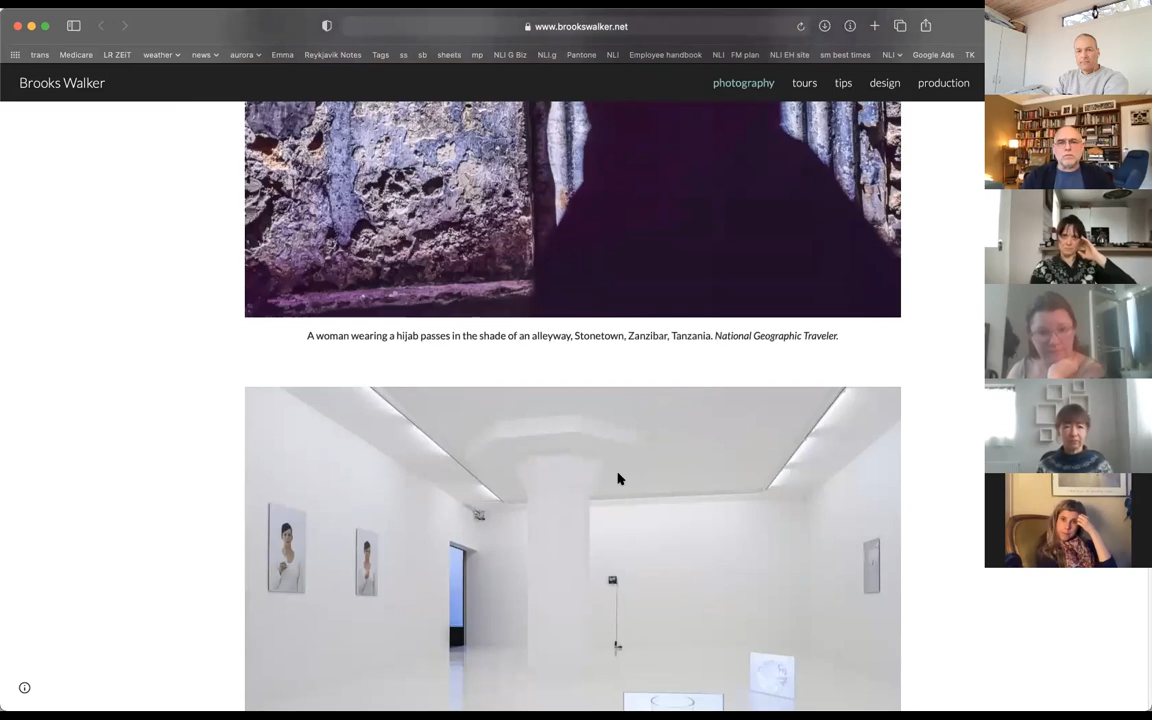 www.brookswalker.net
trans Medicare LR ZEIT weather news aurora Emma Reykjavik Notes Tags ss sb sheets mp NLI G Biz NLI.g Pantone NLI Employee handbook NLI FM plan NLI EH site sm best times NLI Google Ads TK
Brooks Walker photography tours tips design production
A woman wearing a hijab passes in the shade of an alleyway, Stonetown, Zanzibar, Tanzania. National Geographic Traveler.